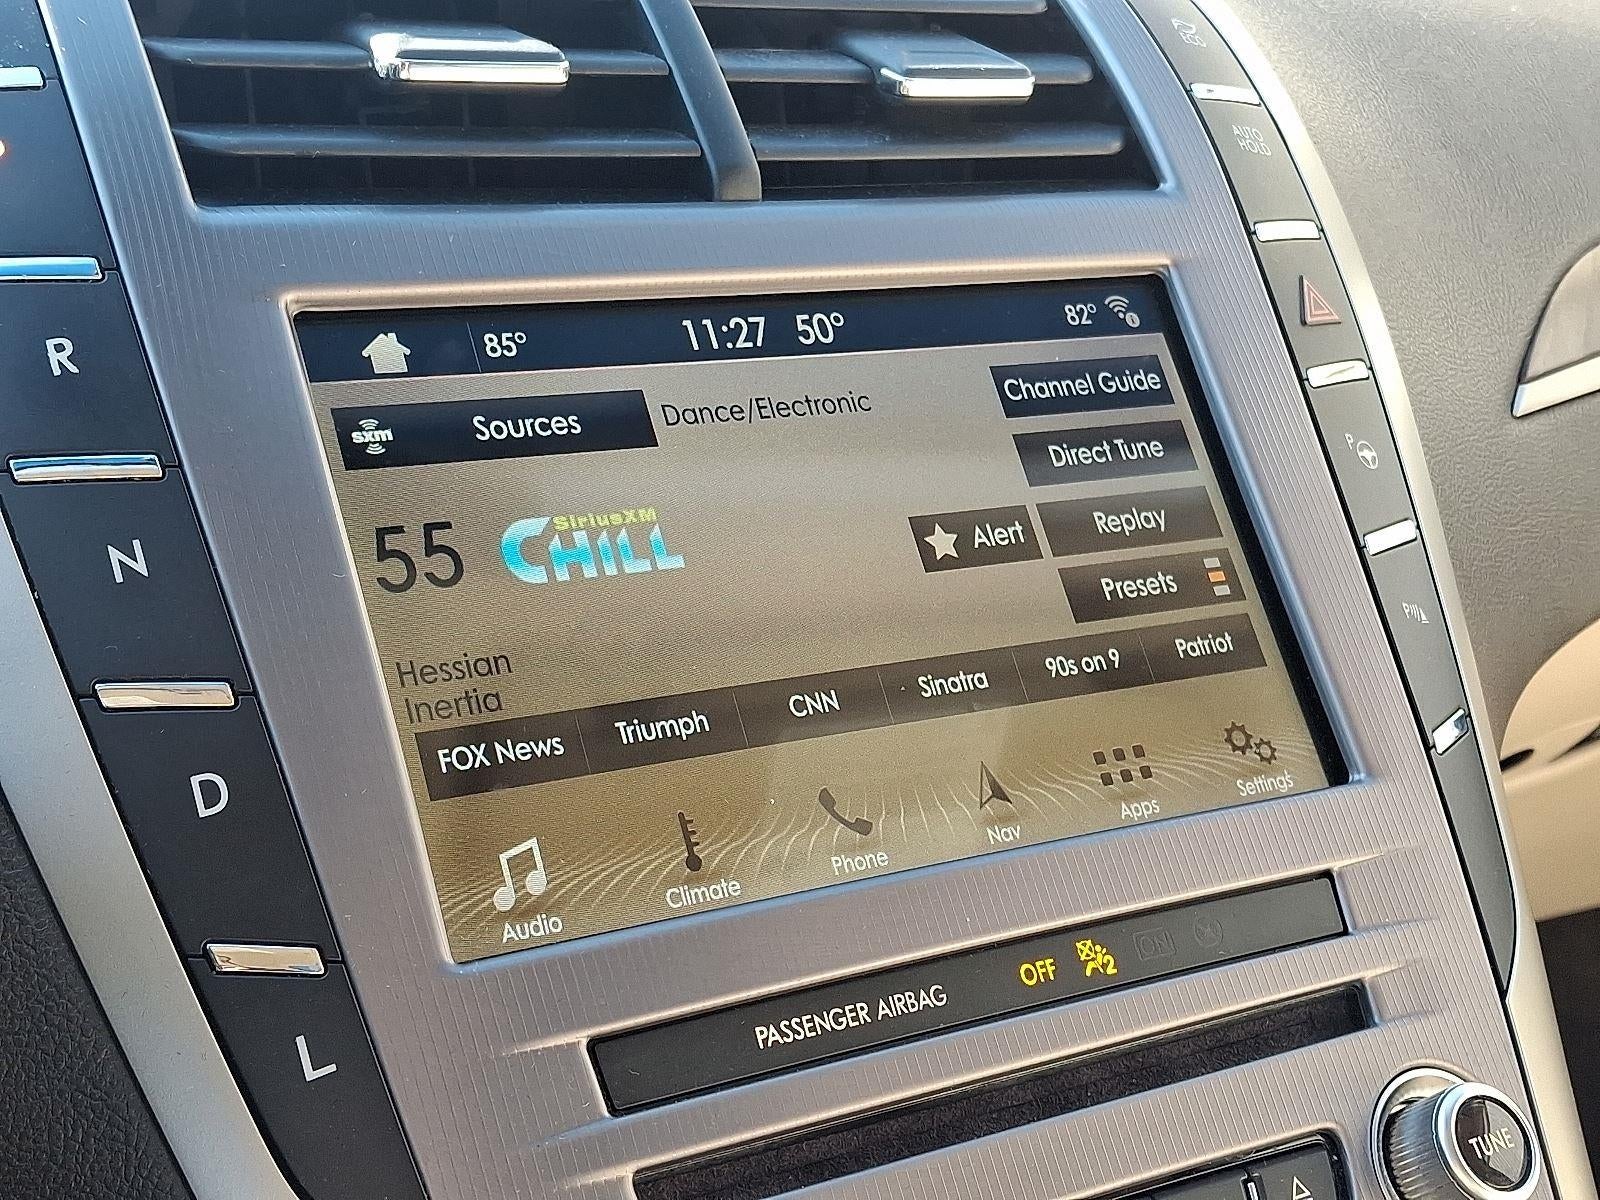 ECO
AUTO
HOLD
R
N
D
R
L
85° 11:27 50° 82°
sxm Sources Dance/Electronic Channel Guide
Direct Tune
55 SiriusXM CHILL Alert Replay
Presets
Hessian
Inertia
FOX News Triumph CNN Sinatra 90s on 9 Patriot
Audio Climate Phone Nav Apps Settings
PASSENGER AIRBAG OFF 2 ON
P
P
TUNE